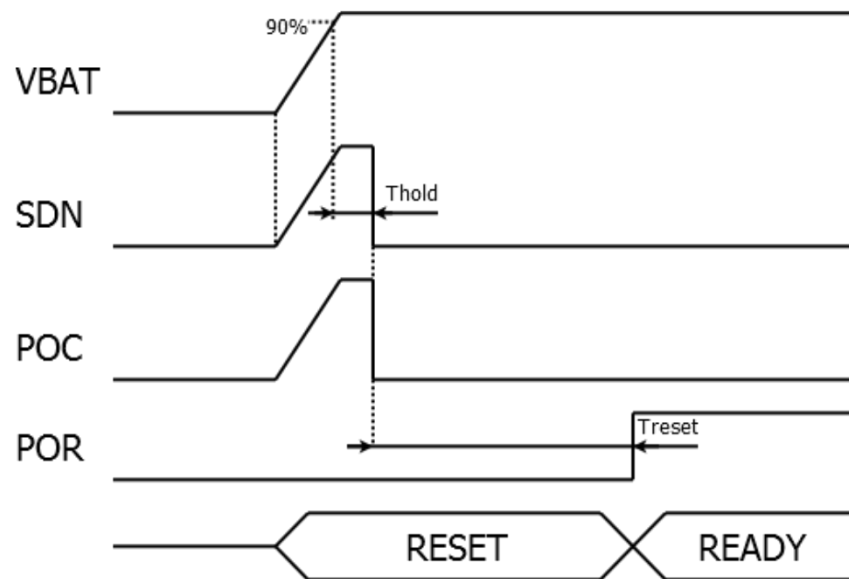 90%
VBAT
Thold
SDN
POC
Treset
POR
RESET
READY